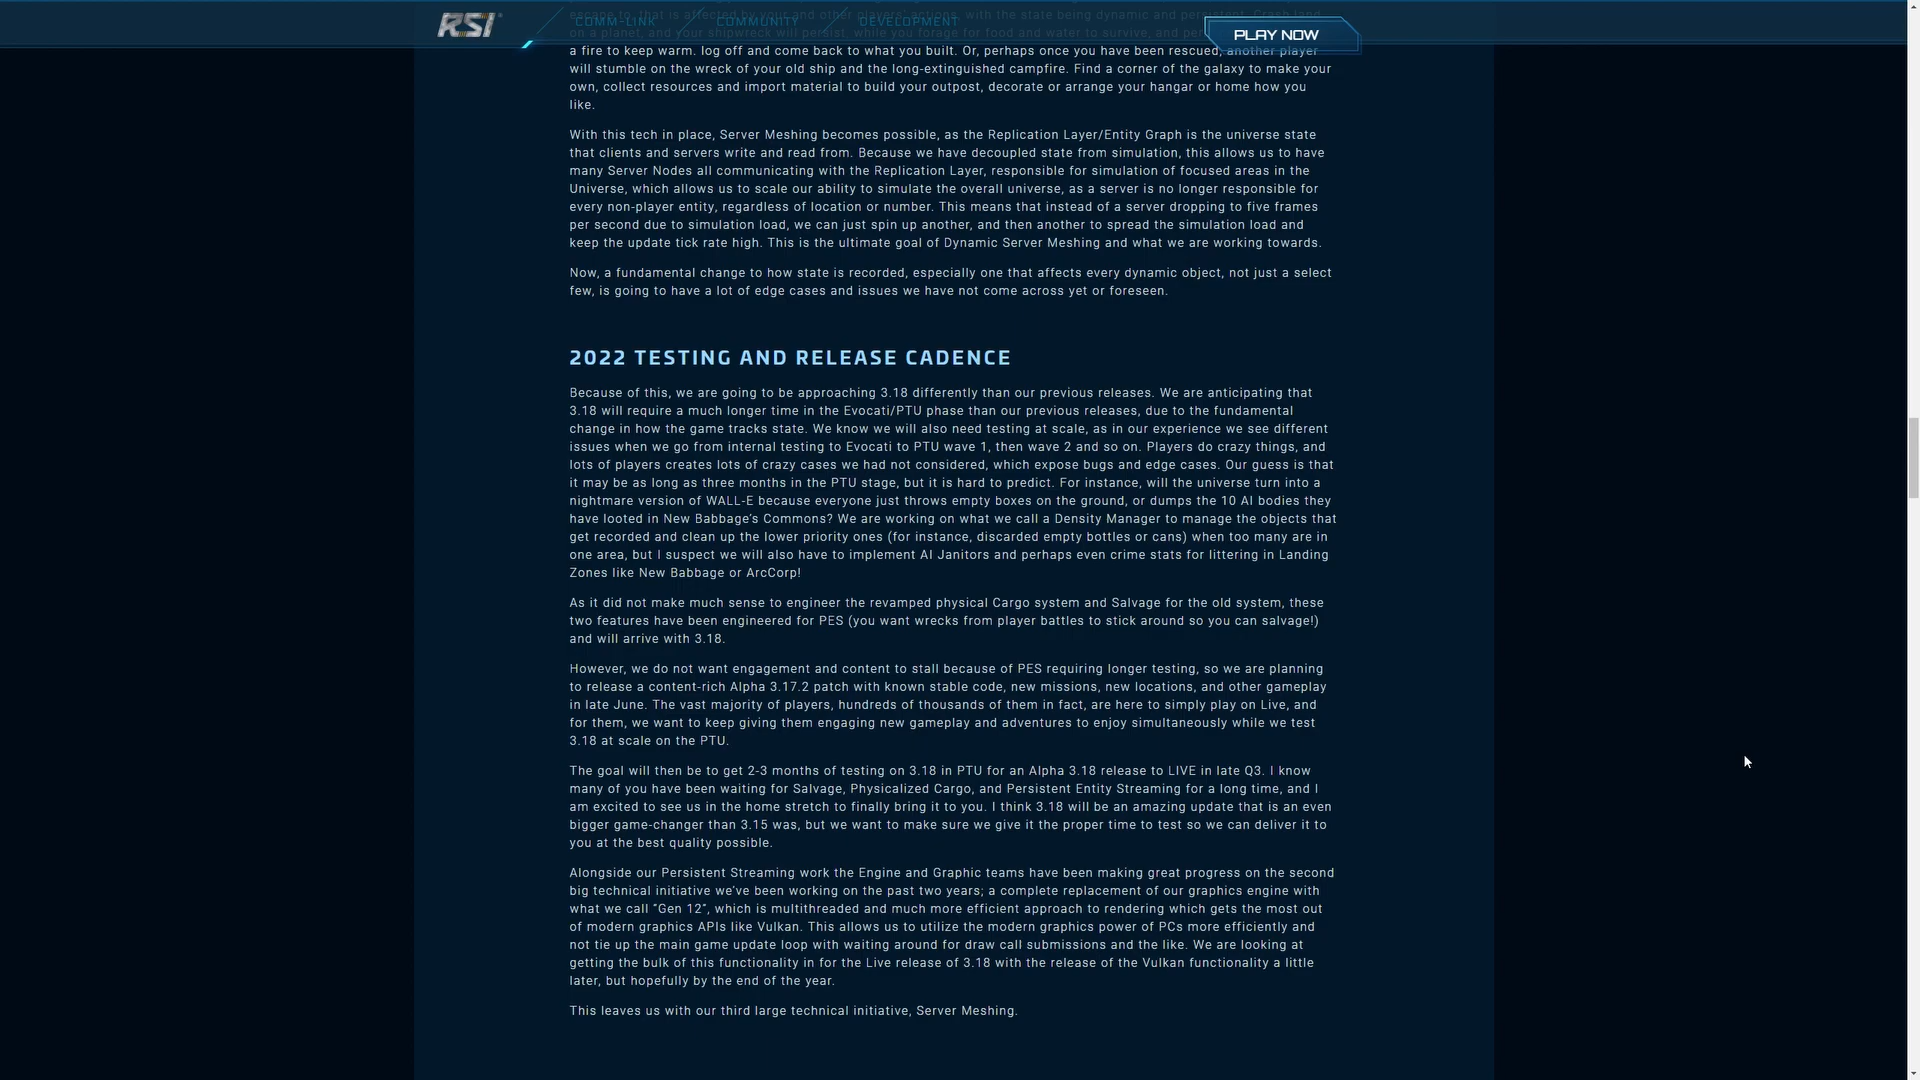 RSI
COMM-LINK
COMMUNITY
DEVELOPMENT
PLAY NOW
escape to, that is affected by your and other players' actions, with the state being dynamic and persistent. Crash land
on a planet, and your shipwreck will persist, while you forage for food and water to survive, and
a fire to keep warm. log off and come back to what you built. Or, perhaps once you have been rescued, another player
will stumble on the wreck of your old ship and the long-extinguished campfire. Find a corner of the galaxy to make your
own, collect resources and import material to build your outpost, decorate or arrange your hangar or home how you
like.
With this tech in place, Server Meshing becomes possible, as the Replication Layer/Entity Graph is the universe state
that clients and servers write and read from. Because we have decoupled state from simulation, this allows us to have
many Server Nodes all communicating with the Replication Layer, responsible for simulation of focused areas in the
Universe, which allows us to scale our ability to simulate the overall universe, as a server is no longer responsible for
every non-player entity, regardless of location or number. This means that instead of a server dropping to five frames
per second due to simulation load, we can just spin up another, and then another to spread the simulation load and
keep the update tick rate high. This is the ultimate goal of Dynamic Server Meshing and what we are working towards.
Now, a fundamental change to how state is recorded, especially one that affects every dynamic object, not just a select
few, is going to have a lot of edge cases and issues we have not come across yet or foreseen.
2022 TESTING AND RELEASE CADENCE
Because of this, we are going to be approaching 3.18 differently than our previous releases. We are anticipating that
3.18 will require a much longer time in the Evocati/PTU phase than our previous releases, due to the fundamental
change in how the game tracks state. We know we will also need testing at scale, as in our experience we see different
issues when we go from internal testing to Evocati to PTU wave 1, then wave 2 and so on. Players do crazy things, and
lots of players creates lots of crazy cases we had not considered, which expose bugs and edge cases. Our guess is that
it may be as long as three months in the PTU stage, but it is hard to predict. For instance, will the universe turn into a
nightmare version of WALL-E because everyone just throws empty boxes on the ground, or dumps the 10 AI bodies they
have looted in New Babbage's Commons? We are working on what we call a Density Manager to manage the objects that
get recorded and clean up the lower priority ones (for instance, discarded empty bottles or cans) when too many are in
one area, but I suspect we will also have to implement AI Janitors and perhaps even crime stats for littering in Landing
Zones like New Babbage or ArcCorp!
As it did not make much sense to engineer the revamped physical Cargo system and Salvage for the old system, these
two features have been engineered for PES (you want wrecks from player battles to stick around so you can salvage!)
and will arrive with 3.18.
However, we do not want engagement and content to stall because of PES requiring longer testing, so we are planning
to release a content-rich Alpha 3.17.2 patch with known stable code, new missions, new locations, and other gameplay
in late June. The vast majority of players, hundreds of thousands of them in fact, are here to simply play on Live, and
for them, we want to keep giving them engaging new gameplay and adventures to enjoy simultaneously while we test
3.18 at scale on the PTU.
The goal will then be to get 2-3 months of testing on 3.18 in PTU for an Alpha 3.18 release to LIVE in late Q3. I know
many of you have been waiting for Salvage, Physicalized Cargo, and Persistent Entity Streaming for a long time, and I
am excited to see us in the home stretch to finally bring it to you. I think 3.18 will be an amazing update that is an even
bigger game-changer than 3.15 was, but we want to make sure we give it the proper time to test so we can deliver it to
you at the best quality possible.
Alongside our Persistent Streaming work the Engine and Graphic teams have been making great progress on the second
big technical initiative we've been working on the past two years; a complete replacement of our graphics engine with
what we call "Gen 12", which is multithreaded and much more efficient approach to rendering which gets the most out
of modern graphics APIs like Vulkan. This allows us to utilize the modern graphics power of PCs more efficiently and
not tie up the main game update loop with waiting around for draw call submissions and the like. We are looking at
getting the bulk of this functionality in for the Live release of 3.18 with the release of the Vulkan functionality a little
later, but hopefully by the end of the year.
This leaves us with our third large technical initiative, Server Meshing.